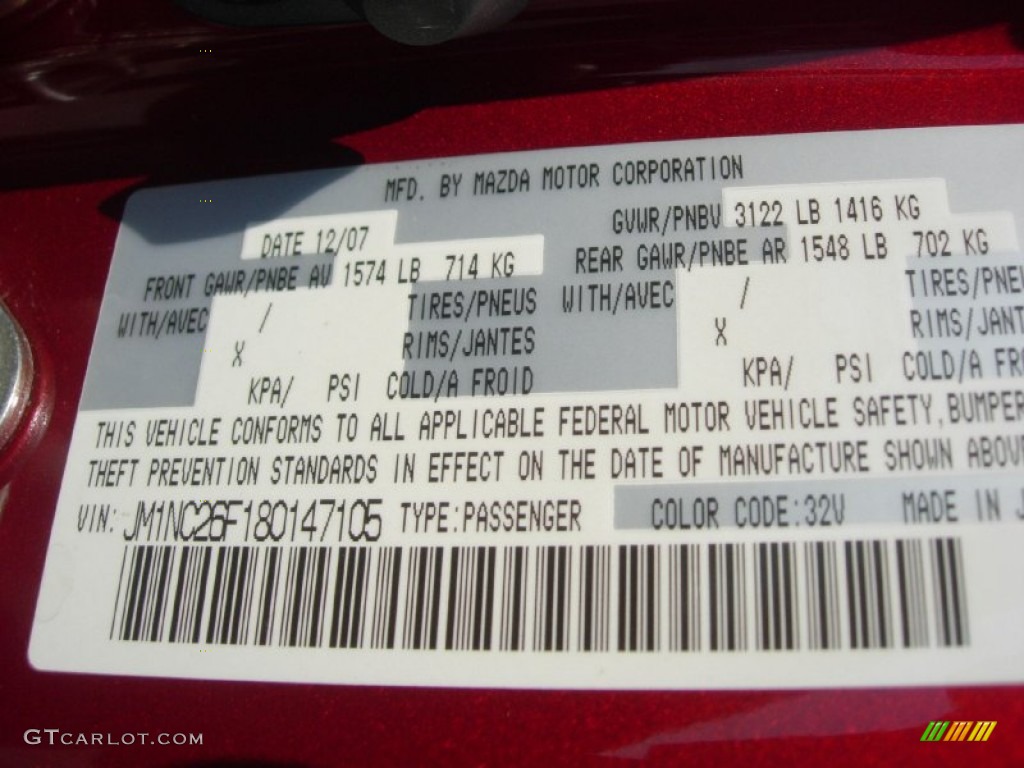 MFD. BY MAZDA MOTOR CORPORATION
DATE 12/07 GVWR/PNBV 3122 LB 1416 KG
FRONT GAWR/PNBE AV 1574 LB 714 KG REAR GAWR/PNBE AR 1548 LB 702 KG
WITH/AVEC / TIRES/PNEUS WITH/AVEC / TIRES/PNEU
X RIMS/JANTES X RIMS/JANT
KPA/ PSI COLD/A FROID KPA/ PSI COLD/A FR
THIS VEHICLE CONFORMS TO ALL APPLICABLE FEDERAL MOTOR VEHICLE SAFETY, BUMPER
THEFT PREVENTION STANDARDS IN EFFECT ON THE DATE OF MANUFACTURE SHOWN ABOVE
VIN: JM1NC26F180147105 TYPE:PASSENGER COLOR CODE:32V MADE IN J
GTCARLOT.COM